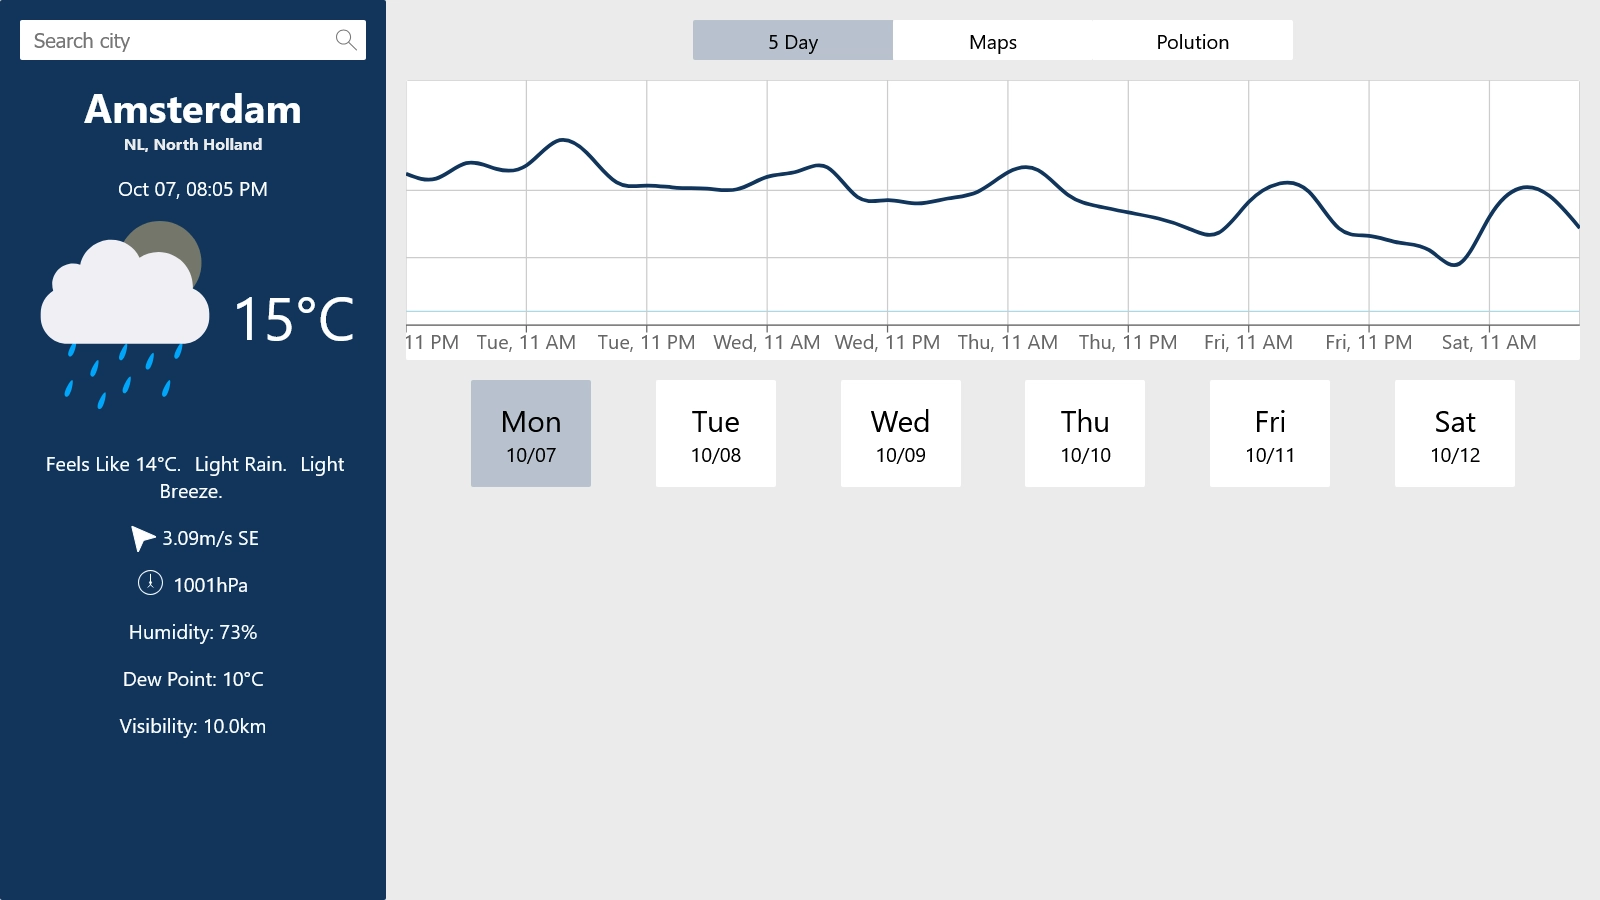 Search city
Amsterdam
NL, North Holland
Oct 07, 08:05 PM
15°C
Feels Like 14°C. Light Rain. Light
Breeze.
3.09m/s SE
1001hPa
Humidity: 73%
Dew Point: 10°C
Visibility: 10.0km
5 Day Maps Polution
11 PM Tue, 11 AM Tue, 11 PM Wed, 11 AM Wed, 11 PM Thu, 11 AM Thu, 11 PM Fri, 11 AM Fri, 11 PM Sat, 11 AM
Mon Tue Wed Thu Fri Sat
10/07 10/08 10/09 10/10 10/11 10/12